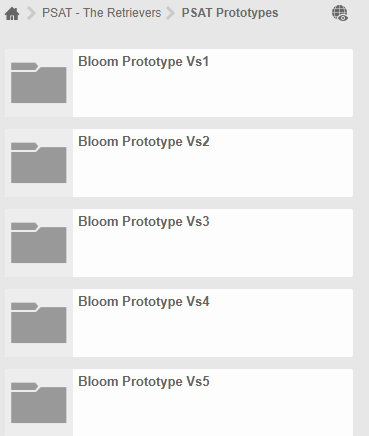 PSAT - The Retrievers PSAT Prototypes
Bloom Prototype Vs1
Bloom Prototype Vs2
Bloom Prototype Vs3
Bloom Prototype Vs4
Bloom Prototype Vs5